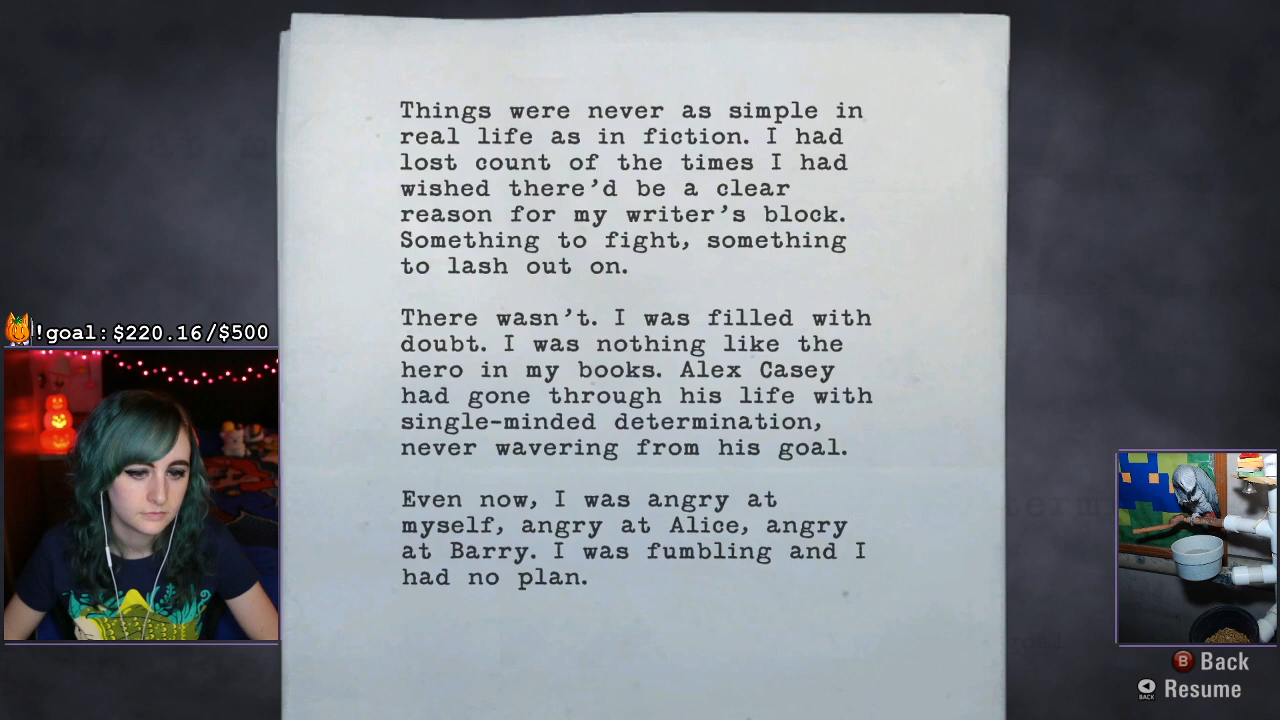 Things were never as simple in
real life as in fiction. I had
lost count of the times I had
wished there’d be a clear
reason for my writer’s block.
Something to fight, something
to lash out on.
There wasn’t. I was filled with
doubt. I was nothing like the
hero in my books. Alex Casey
had gone through his life with
single-minded determination,
never wavering from his goal.
Even now, I was angry at
myself, angry at Alice, angry
at Barry. I was fumbling and I
had no plan.
!goal: $220.16/$500
B Back
BACK Resume